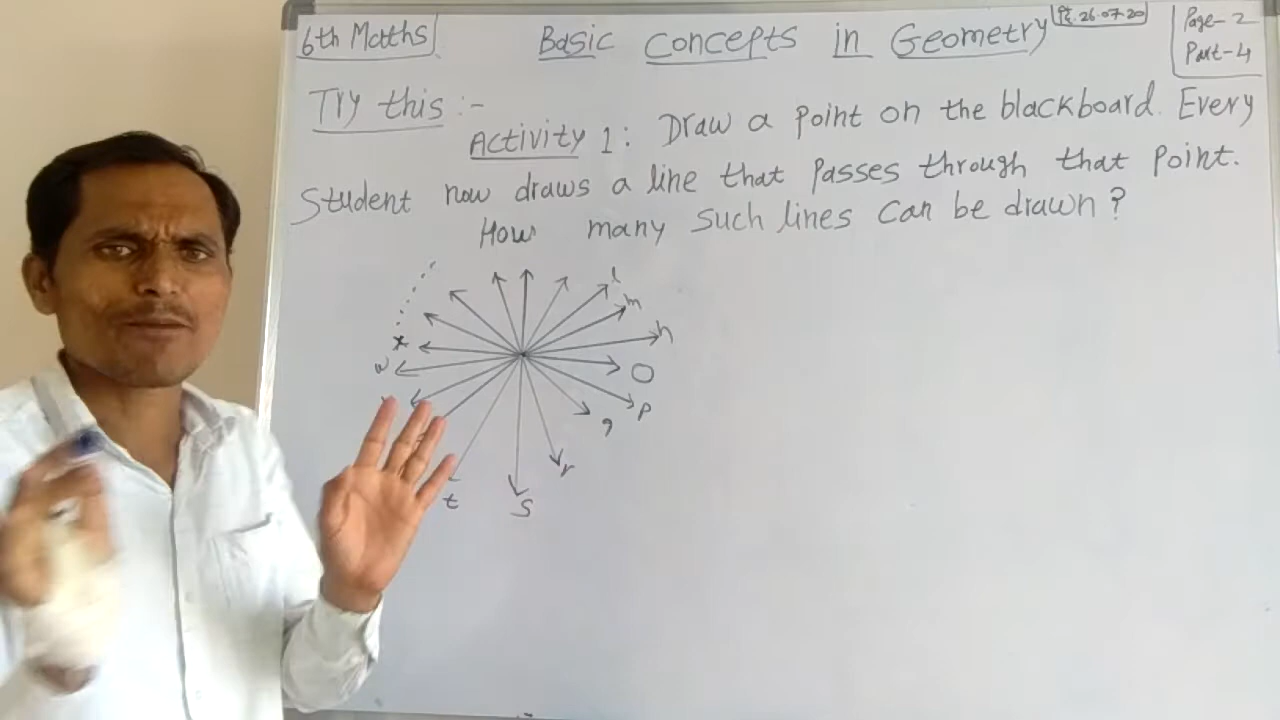 6th Maths
Basic Concepts in Geometry
दि. 26.07.20
Page-2
Part-4
Try this :-
Activity 1: Draw a point on the blackboard. Every
Student now draws a line that passes through that point.
How many such lines can be drawn?
l
m
n
O
p
q
r
S
t
w
x